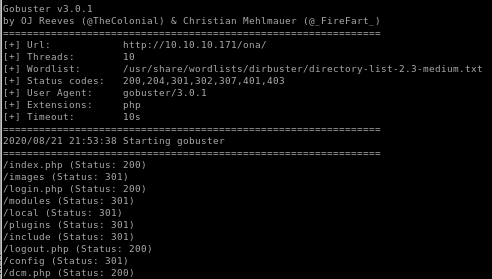 Gobuster v3.0.1
by OJ Reeves (@TheColonial) & Christian Mehlmauer (@_FireFart_)
===============================================================
[+] Url:            http://10.10.10.171/ona/
[+] Threads:        10
[+] Wordlist:       /usr/share/wordlists/dirbuster/directory-list-2.3-medium.txt
[+] Status codes:   200,204,301,302,307,401,403
[+] User Agent:     gobuster/3.0.1
[+] Extensions:     php
[+] Timeout:        10s
===============================================================
2020/08/21 21:53:38 Starting gobuster
===============================================================
/index.php (Status: 200)
/images (Status: 301)
/login.php (Status: 200)
/modules (Status: 301)
/local (Status: 301)
/plugins (Status: 301)
/include (Status: 301)
/logout.php (Status: 200)
/config (Status: 301)
/dcm.php (Status: 200)